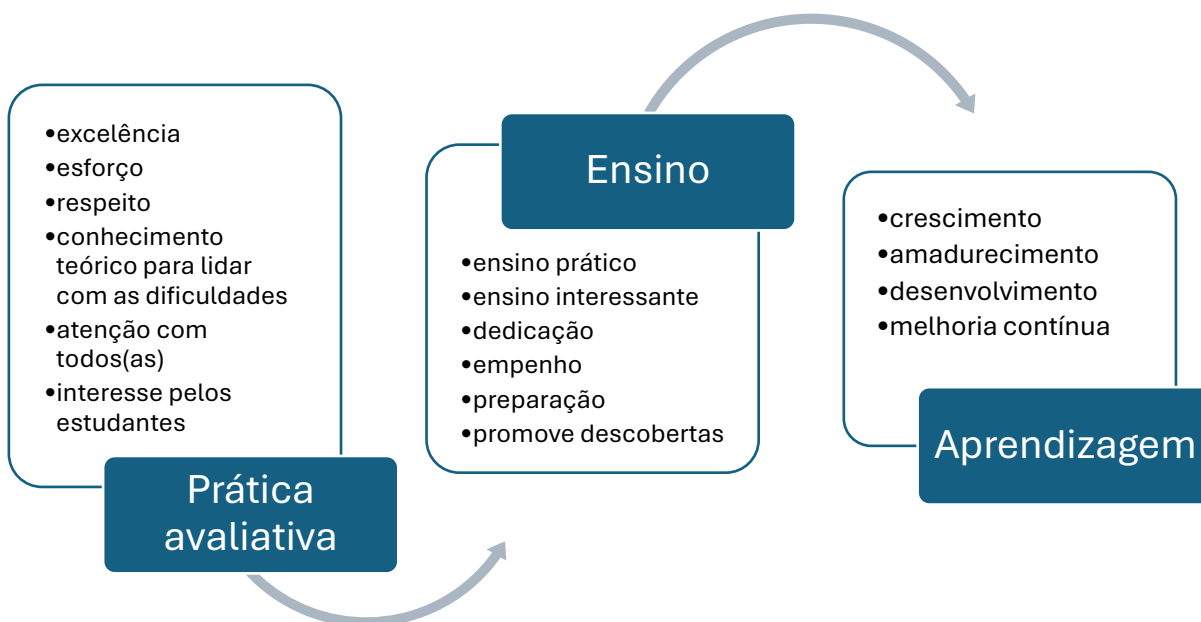 •excelência
•esforço
•respeito
•conhecimento
teórico para lidar
com as dificuldades
•atenção com
todos(as)
•interesse pelos
estudantes
Prática
avaliativa
Ensino
•ensino prático
•ensino interessante
•dedicação
•empenho
•preparação
•promove descobertas
•crescimento
•amadurecimento
•desenvolvimento
•melhoria contínua
Aprendizagem